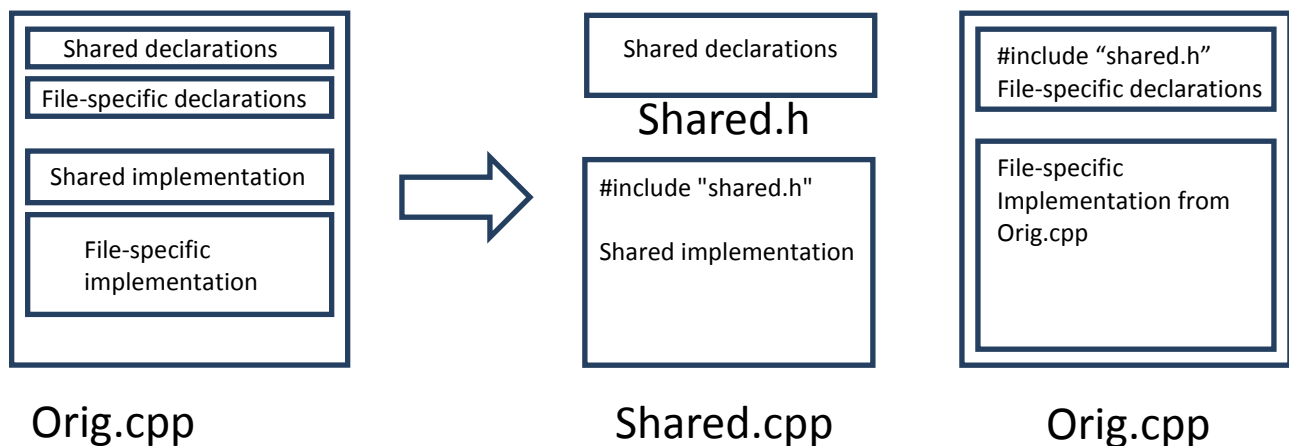 Shared declarations
File-specific declarations
Shared implementation
File-specific
implementation
Orig.cpp
Shared declarations
Shared.h
#include "shared.h"
Shared implementation
Shared.cpp
#include “shared.h”
File-specific declarations
File-specific
Implementation from
Orig.cpp
Orig.cpp